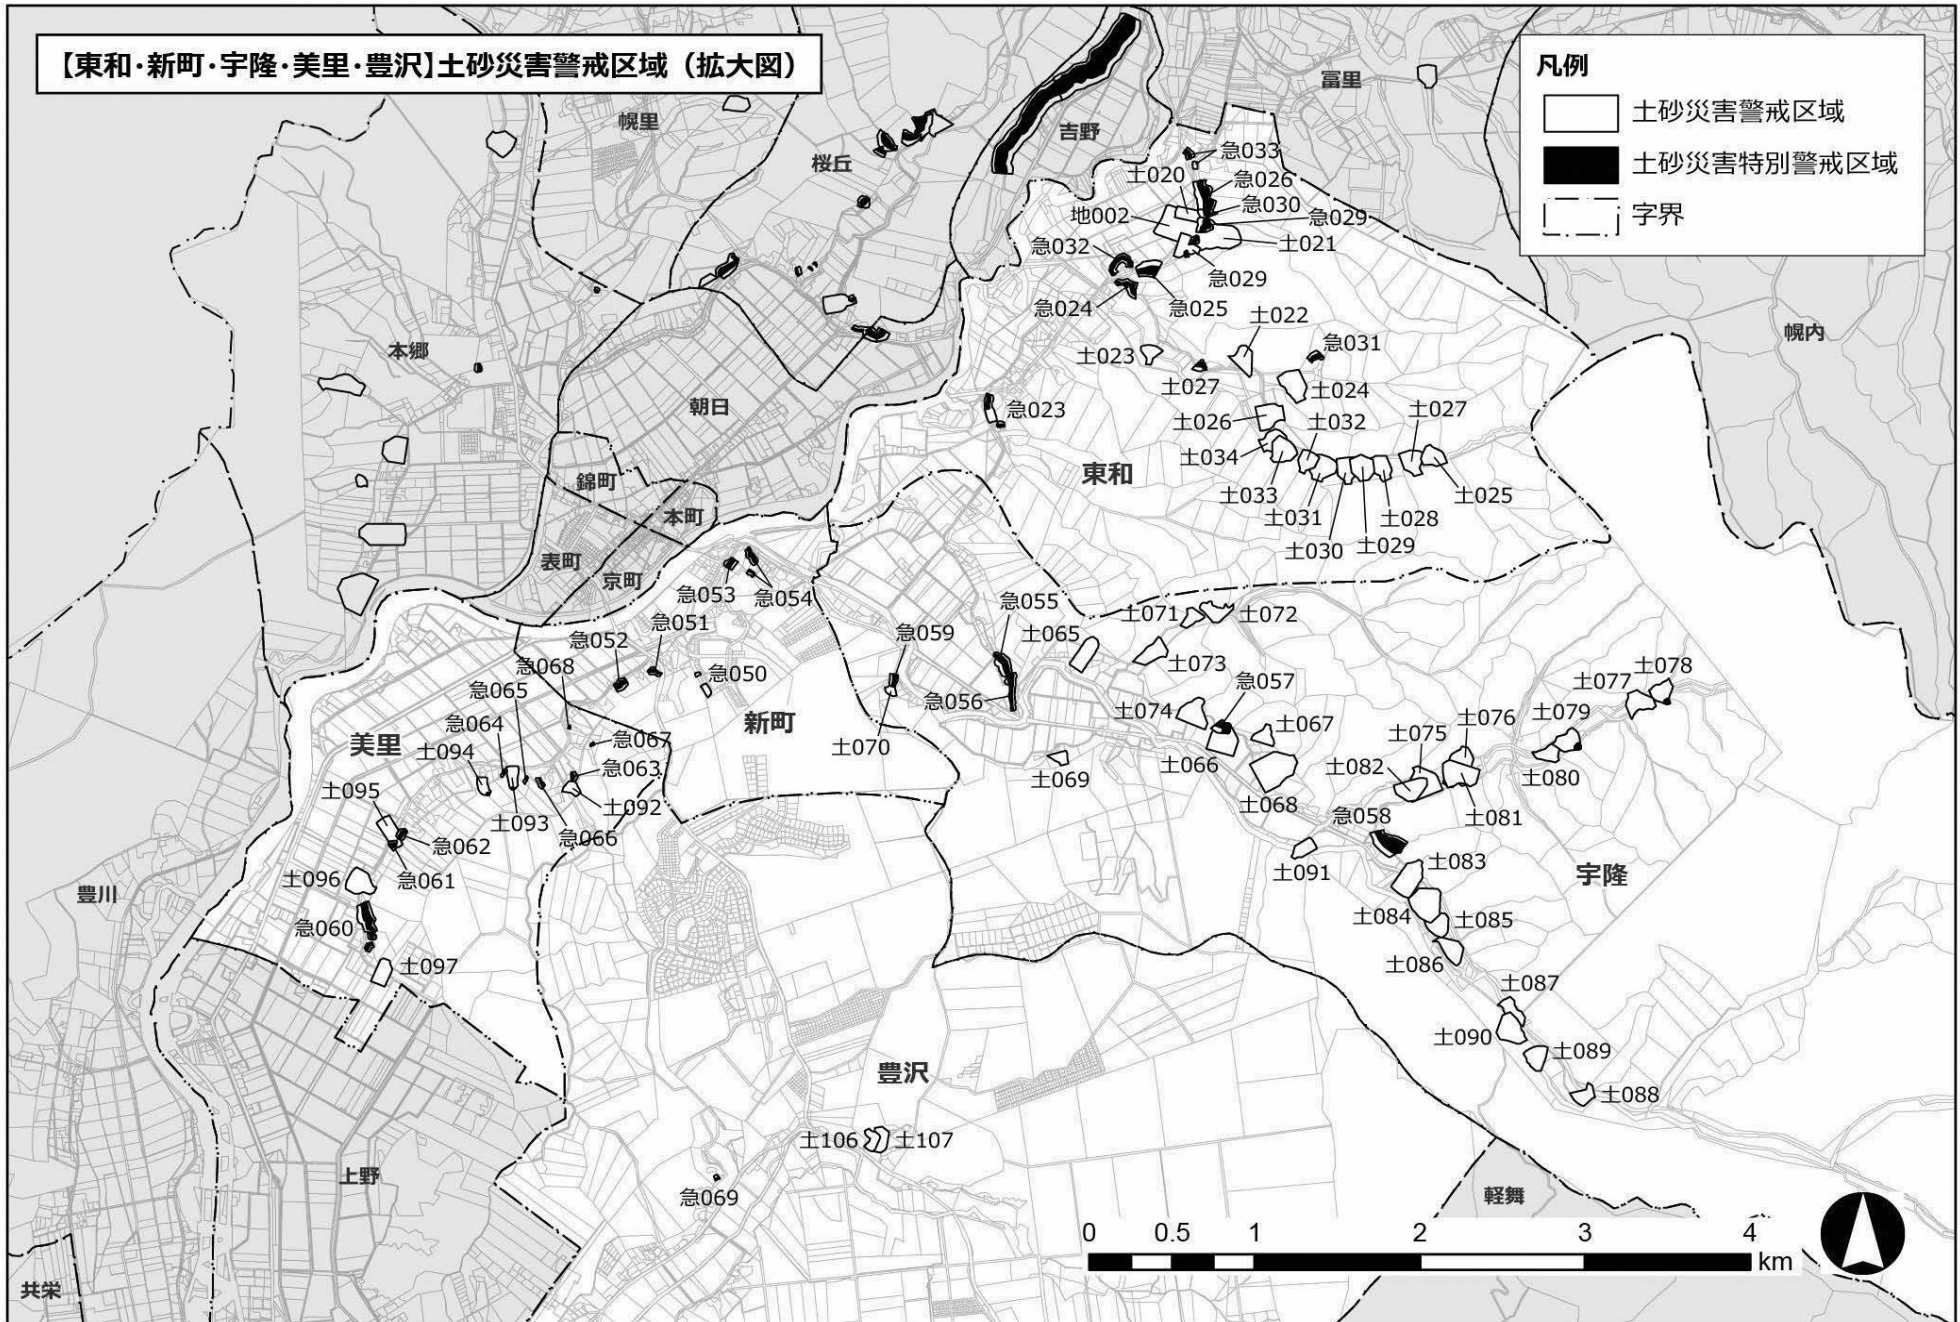 【東和･新町･宇隆･美里･豊沢】土砂災害警戒区域（拡大図）
凡例
土砂災害警戒区域
土砂災害特別警戒区域
字界
富里
幌里
吉野
桜丘
急033
土020
急026
急030
地002
急029
土021
急032
急029
急024
急025
土022
幌内
本郷
急031
土023
土027
土024
朝日
急023
土026
土032
土027
土034
東和
錦町
土033
土025
本町
土031
土028
土030
土029
表町
京町
急053
急054
急055
土071
土072
急052
急051
急059
土065
急068
土073
急050
急065
急057
土078
土077
急056
土074
急064
新町
土067
土076
土079
美里
急067
土070
土075
土094
急063
土069
土066
土082
土080
土095
土092
土068
土093
急066
急058
土081
急062
土083
土091
土096
急061
宇隆
豊川
土084
土085
急060
土086
土097
土087
土090
土089
豊沢
土088
土106
土107
上野
急069
軽舞
0
0.5
1
2
3
4
km
共栄